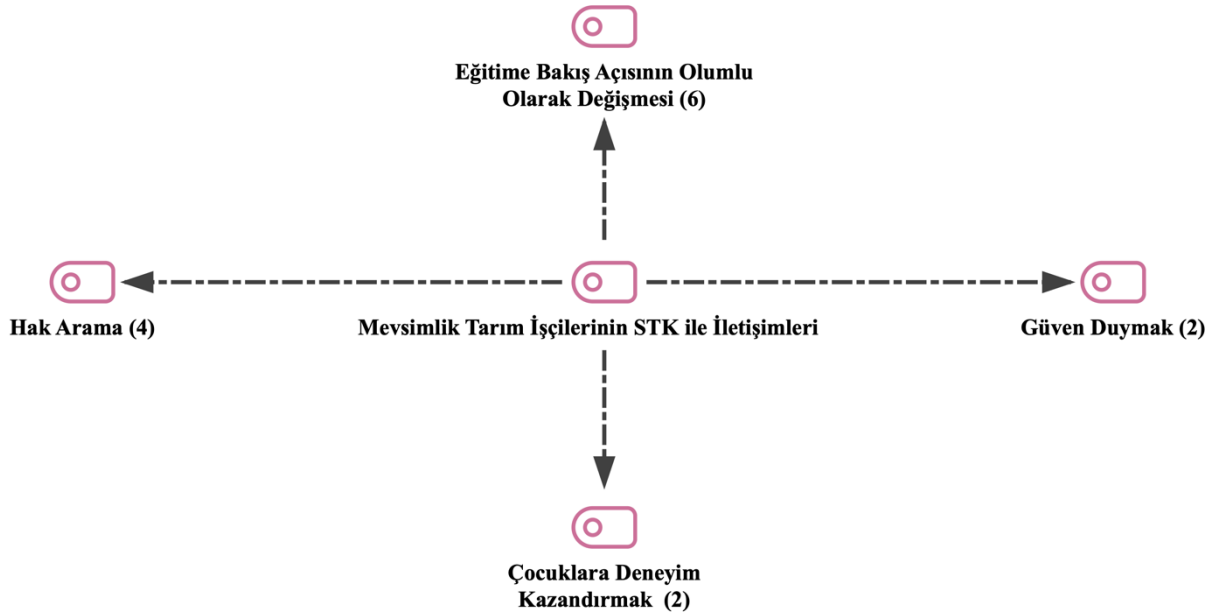 Eğitime Bakış Açısının Olumlu
Olarak Değişmesi (6)
Hak Arama (4)
Mevsimlik Tarım İşçilerinin STK ile İletişimleri
Güven Duymak (2)
Çocuklara Deneyim
Kazandırmak (2)